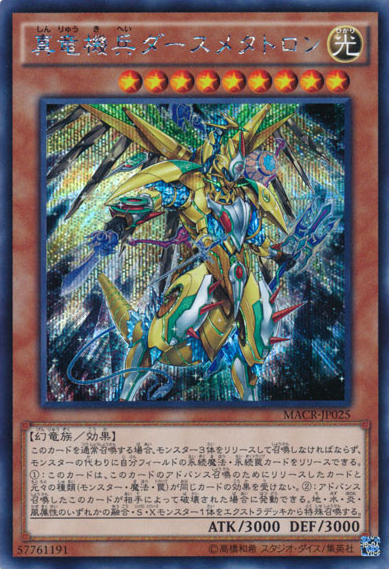 真竜機兵ダースメタトロン
光
MACR-JP025
【幻竜族／効果】
このカードを通常召喚する場合、モンスター3体をリリースして召喚しなければならず、
モンスターの代わりに自分フィールドの永続魔法・永続罠カードをリリースできる。
①：このカードは、このカードのアドバンス召喚のためにリリースしたカードと
元々の種類（モンスター・魔法・罠）が同じカードの効果を受けない。②：アドバンス
召喚したこのカードが相手によって破壊された場合に発動できる。地・水・炎・
風属性のいずれかの融合・S・Xモンスター1体をエクストラデッキから特殊召喚する。
ATK/3000 DEF/3000
57761191
©高橋和希 スタジオ・ダイス/集英社